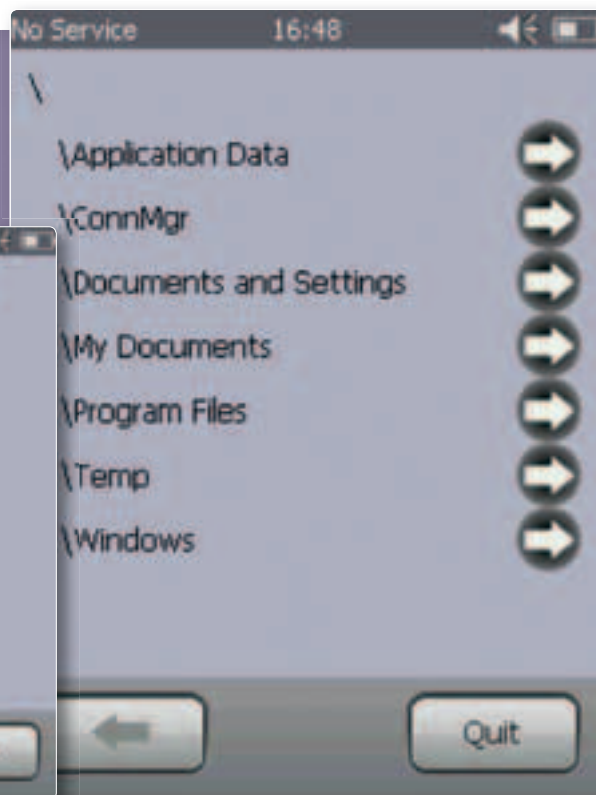 No Service 16:48
\
\Application Data
\ConnMgr
\Documents and Settings
\My Documents
\Program Files
\Temp
\Windows
Quit